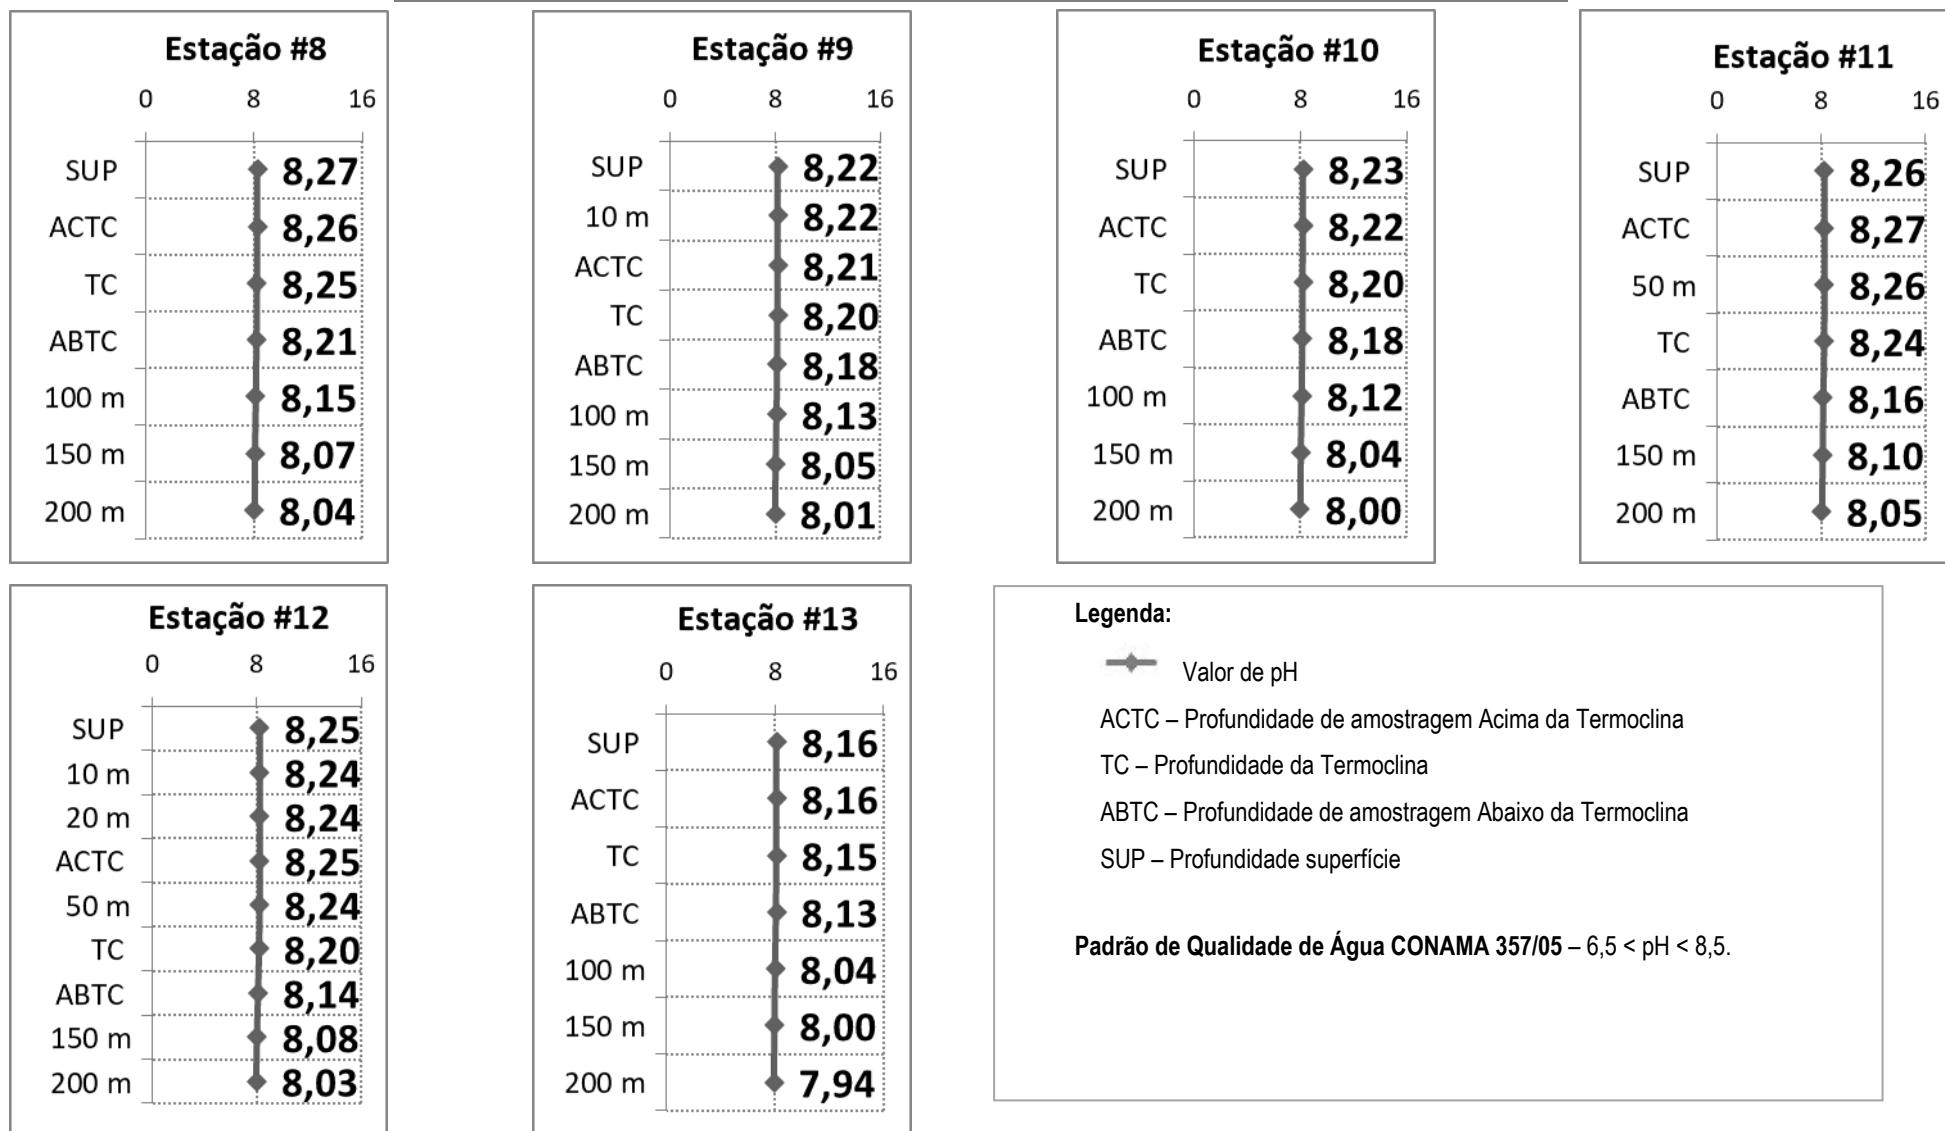 Estação #8
0 8 16
SUP 8,27
ACTC 8,26
TC 8,25
ABTC 8,21
100 m 8,15
150 m 8,07
200 m 8,04
Estação #9
0 8 16
SUP 8,22
10 m 8,22
ACTC 8,21
TC 8,20
ABTC 8,18
100 m 8,13
150 m 8,05
200 m 8,01
Estação #10
0 8 16
SUP 8,23
ACTC 8,22
TC 8,20
ABTC 8,18
100 m 8,12
150 m 8,04
200 m 8,00
Estação #11
0 8 16
SUP 8,26
ACTC 8,27
50 m 8,26
TC 8,24
ABTC 8,16
150 m 8,10
200 m 8,05
Estação #12
0 8 16
SUP 8,25
10 m 8,24
20 m 8,24
ACTC 8,25
50 m 8,24
TC 8,20
ABTC 8,14
150 m 8,08
200 m 8,03
Estação #13
0 8 16
SUP 8,16
ACTC 8,16
TC 8,15
ABTC 8,13
100 m 8,04
150 m 8,00
200 m 7,94
Legenda:
Valor de pH
ACTC – Profundidade de amostragem Acima da Termoclina
TC – Profundidade da Termoclina
ABTC – Profundidade de amostragem Abaixo da Termoclina
SUP – Profundidade superfície
Padrão de Qualidade de Água CONAMA 357/05 – 6,5 < pH < 8,5.